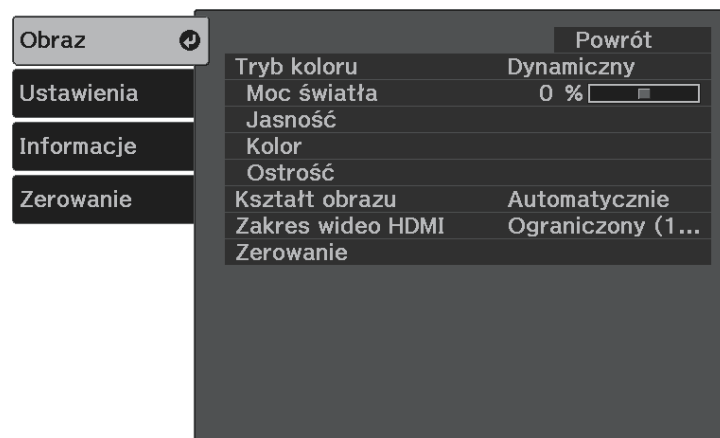 Obraz
Ustawienia
Informacje
Zerowanie
Powrót
Tryb koloru Dynamiczny
Moc światła 0 %
Jasność
Kolor
Ostrość
Kształt obrazu Automatycznie
Zakres wideo HDMI Ograniczony (1...
Zerowanie